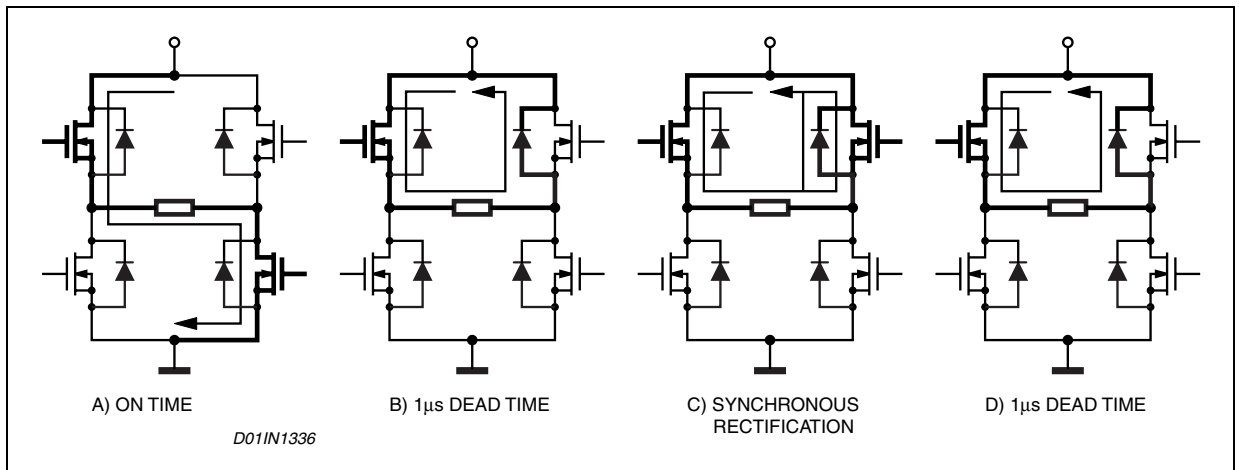 A) ON TIME
B) 1µs DEAD TIME
C) SYNCHRONOUS
RECTIFICATION
D) 1µs DEAD TIME
D01IN1336